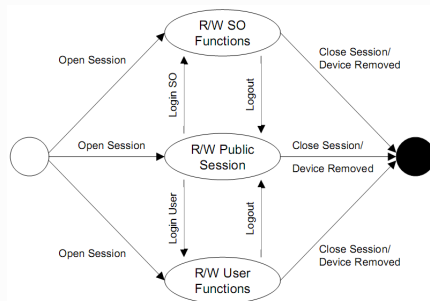 R/W SO
Functions
Open Session
Close Session/
Device Removed
Login SO
Logout
Open Session
R/W Public
Session
Close Session/
Device Removed
Login User
Logout
Open Session
Close Session/
Device Removed
R/W User
Functions